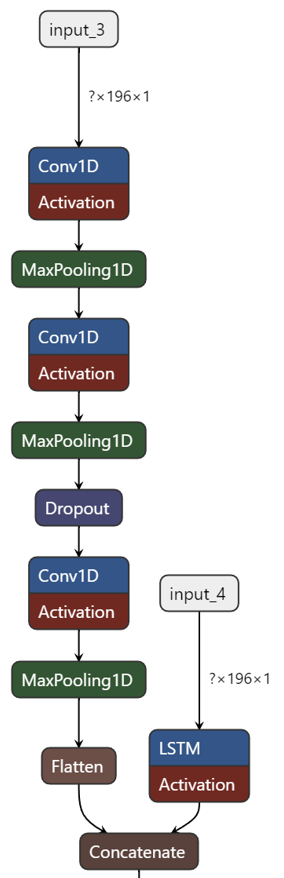 input_3
?×196×1
Conv1D
Activation
MaxPooling1D
Conv1D
Activation
MaxPooling1D
Dropout
Conv1D
Activation
MaxPooling1D
Flatten
input_4
?×196×1
LSTM
Activation
Concatenate